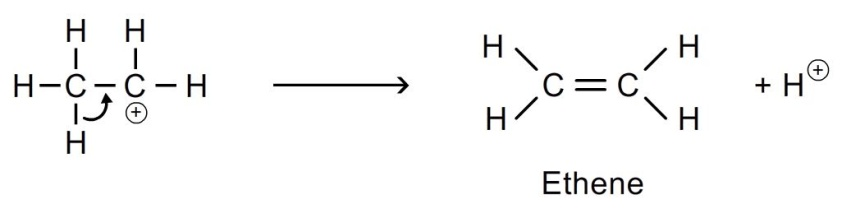 H H H H
H – C – C – H C = C + H⊕
⊕
H H H
Ethene